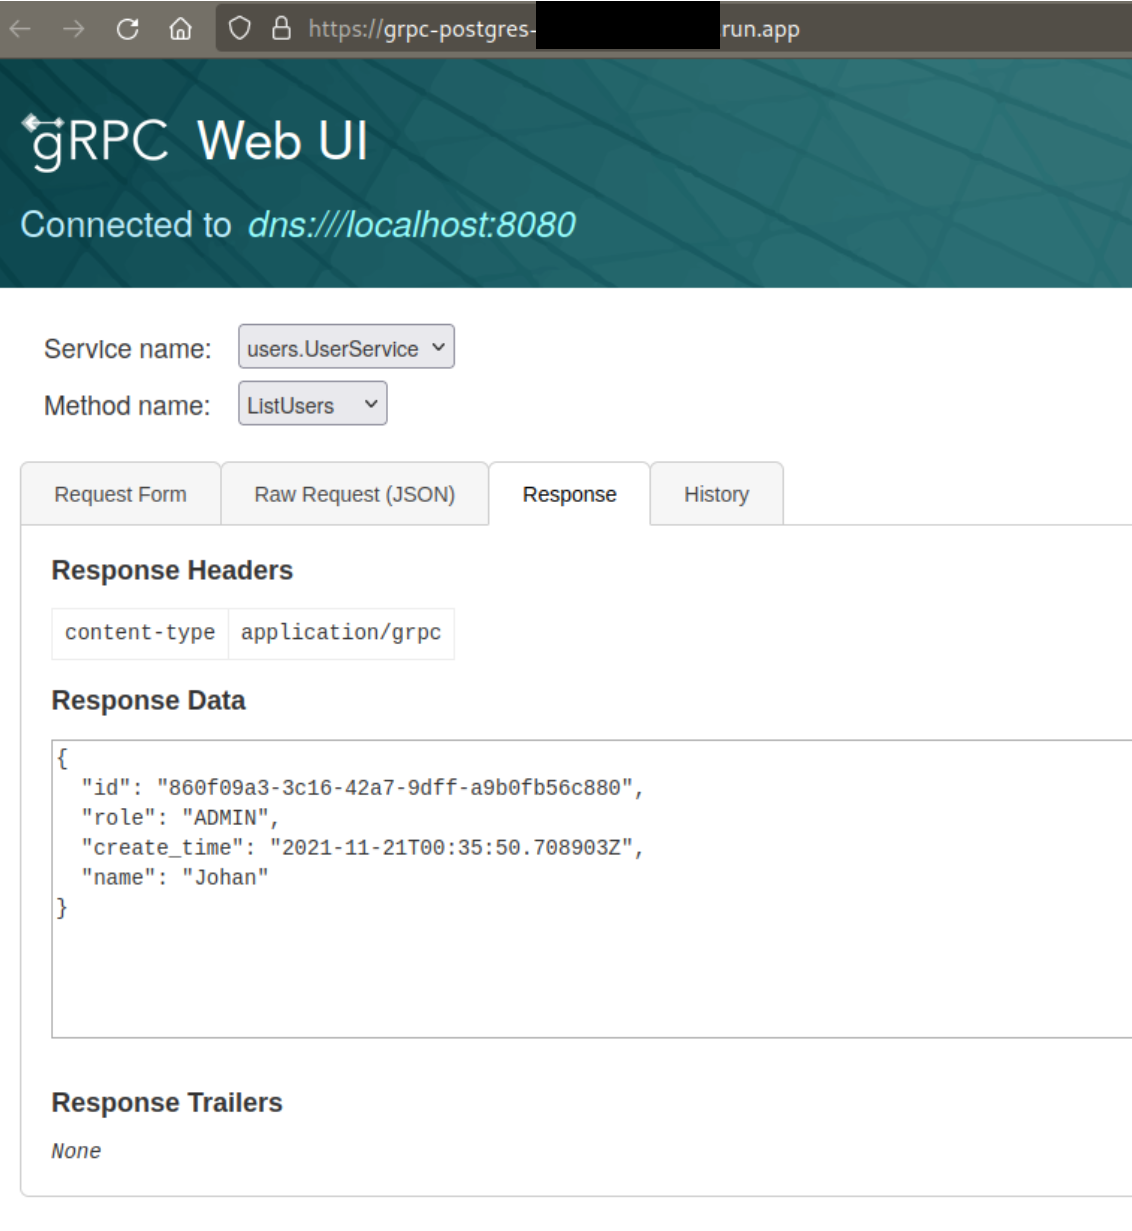 https://grpc-postgres-
run.app
gRPC Web UI
Connected to dns:///localhost:8080
Service name: users.UserService
Method name: ListUsers
Request Form Raw Request (JSON) Response History
Response Headers
content-type application/grpc
Response Data
{
"id": "860f09a3-3c16-42a7-9dff-a9b0fb56c880",
"role": "ADMIN",
"create_time": "2021-11-21T00:35:50.708903Z",
"name": "Johan"
}
Response Trailers
None